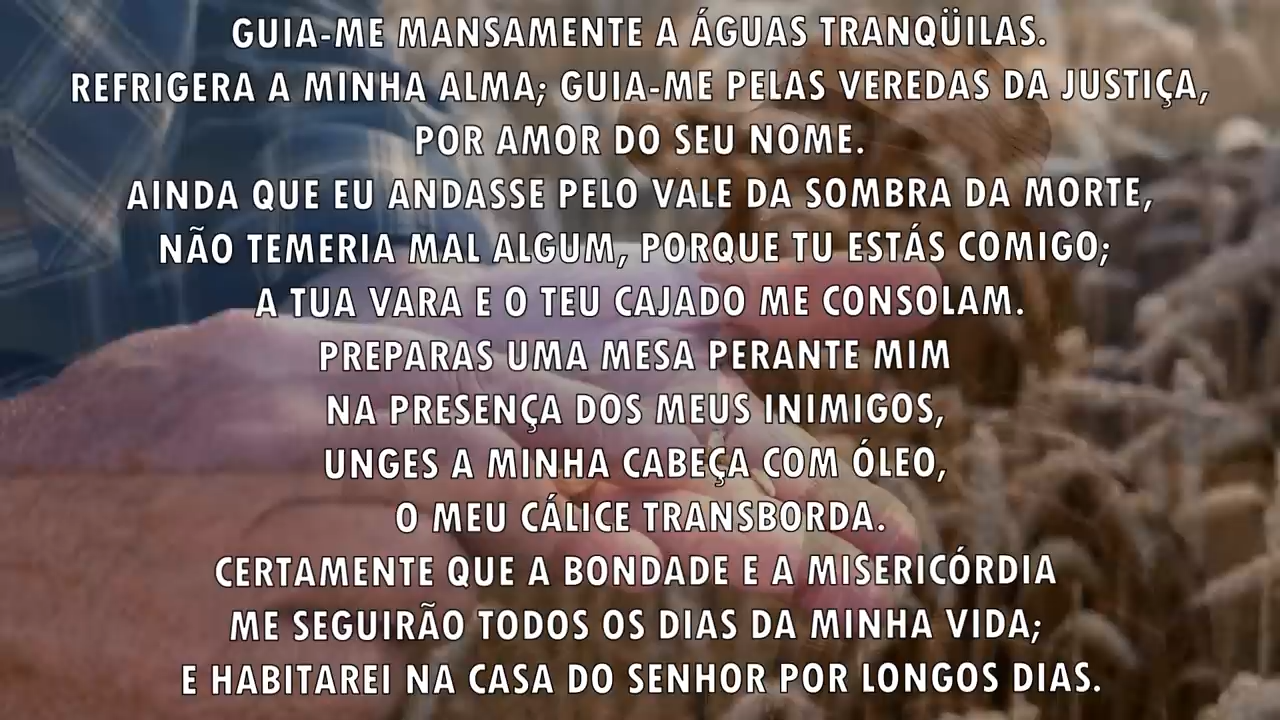 GUIA-ME MANSAMENTE A ÁGUAS TRANQÜILAS.
REFRIGERA A MINHA ALMA; GUIA-ME PELAS VEREDAS DA JUSTIÇA,
POR AMOR DO SEU NOME.
AINDA QUE EU ANDASSE PELO VALE DA SOMBRA DA MORTE,
NÃO TEMERIA MAL ALGUM, PORQUE TU ESTÁS COMIGO;
A TUA VARA E O TEU CAJADO ME CONSOLAM.
PREPARAS UMA MESA PERANTE MIM
NA PRESENÇA DOS MEUS INIMIGOS,
UNGES A MINHA CABEÇA COM ÓLEO,
O MEU CÁLICE TRANSBORDA.
CERTAMENTE QUE A BONDADE E A MISERICÓRDIA
ME SEGUIRÃO TODOS OS DIAS DA MINHA VIDA;
E HABITAREI NA CASA DO SENHOR POR LONGOS DIAS.